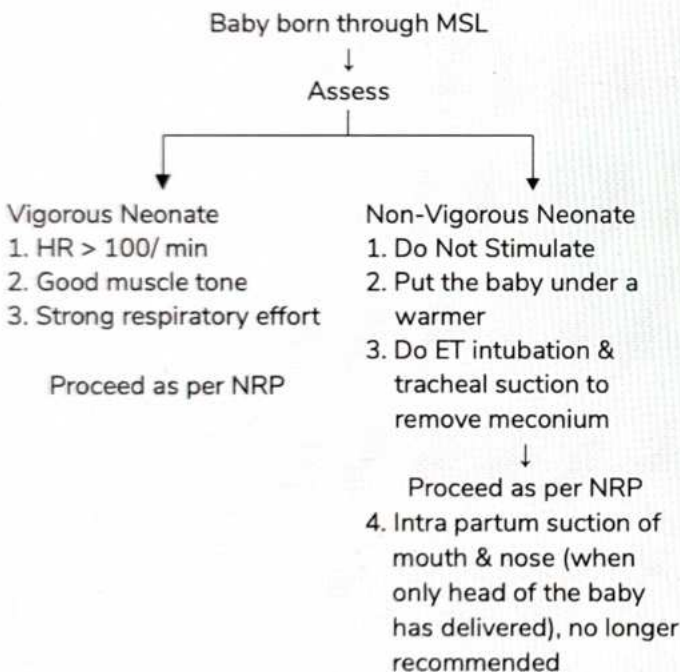 Baby born through MSL
↓
Assess
Vigorous Neonate
1. HR > 100/ min
2. Good muscle tone
3. Strong respiratory effort
Proceed as per NRP
Non-Vigorous Neonate
1. Do Not Stimulate
2. Put the baby under a
warmer
3. Do ET intubation &
tracheal suction to
remove meconium
↓
Proceed as per NRP
4. Intra partum suction of
mouth & nose (when
only head of the baby
has delivered), no longer
recommended